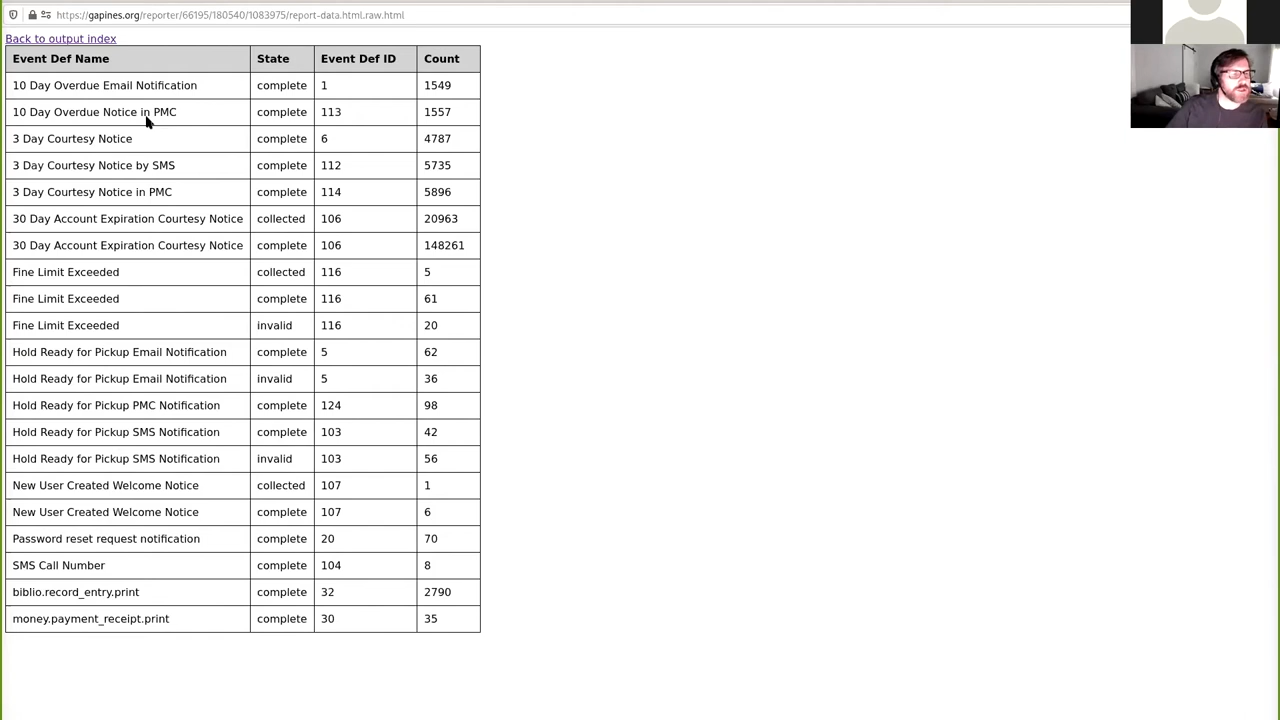 https://gapines.org/reporter/66195/180540/1083975/report-data.html.raw.html
Back to output index
Event Def Name State Event Def ID Count
10 Day Overdue Email Notification complete 1 1549
10 Day Overdue Notice in PMC complete 113 1557
3 Day Courtesy Notice complete 6 4787
3 Day Courtesy Notice by SMS complete 112 5735
3 Day Courtesy Notice in PMC complete 114 5896
30 Day Account Expiration Courtesy Notice collected 106 20963
30 Day Account Expiration Courtesy Notice complete 106 148261
Fine Limit Exceeded collected 116 5
Fine Limit Exceeded complete 116 61
Fine Limit Exceeded invalid 116 20
Hold Ready for Pickup Email Notification complete 5 62
Hold Ready for Pickup Email Notification invalid 5 36
Hold Ready for Pickup PMC Notification complete 124 98
Hold Ready for Pickup SMS Notification complete 103 42
Hold Ready for Pickup SMS Notification invalid 103 56
New User Created Welcome Notice collected 107 1
New User Created Welcome Notice complete 107 6
Password reset request notification complete 20 70
SMS Call Number complete 104 8
biblio.record_entry.print complete 32 2790
money.payment_receipt.print complete 30 35